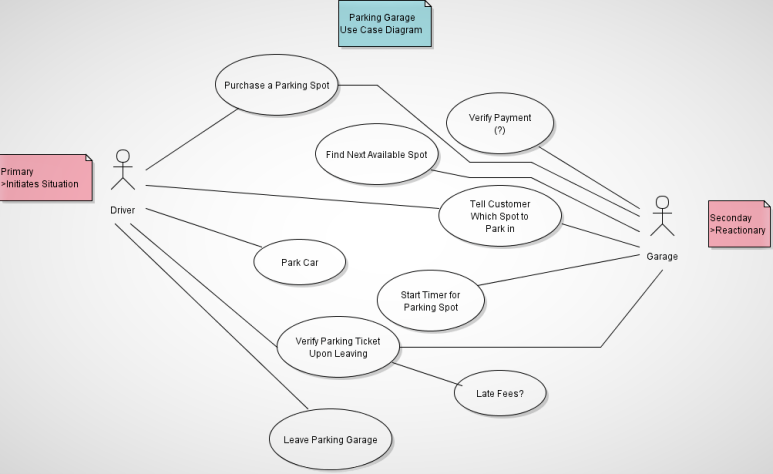 Parking Garage
Use Case Diagram
Purchase a Parking Spot
Verify Payment
(?)
Find Next Available Spot
Primary
>Initiates Situation
Driver
Tell Customer
Which Spot to
Park in
Seconday
>Reactionary
Garage
Park Car
Start Timer for
Parking Spot
Verify Parking Ticket
Upon Leaving
Late Fees?
Leave Parking Garage